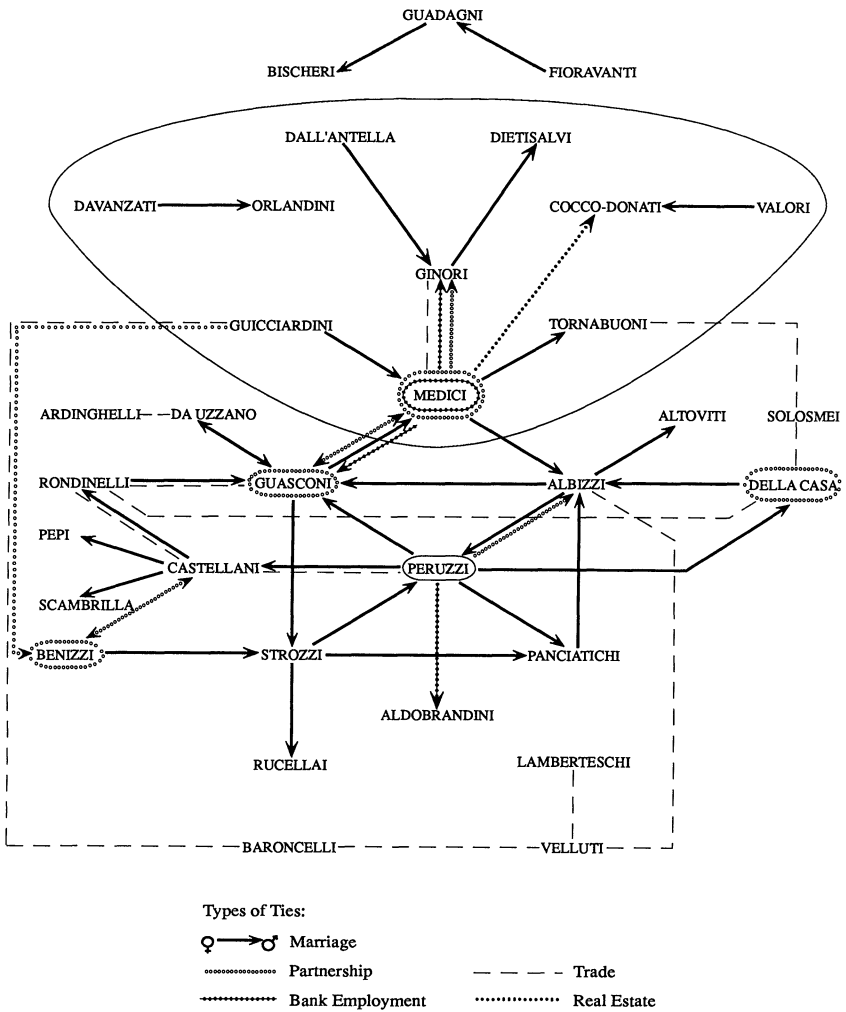 GUADAGNI
BISCHERI FIORAVANTI
DALL'ANTELLA DIETISALVI
DAVANZATI ORLANDINI COCCO-DONATI VALORI
GINORI
GUICCIARDINI TORNABUONI
MEDICI
ARDINGHELLI DA UZZANO ALTOVITI SOLOSMEI
RONDINELLI GUASCONI ALBIZZI DELLA CASA
PEPI
CASTELLANI PERUZZI
SCAMBRILLA
BENIZZI STROZZI PANCIATICHI
ALDOBRANDINI
RUCELLAI LAMBERTESCHI
BARONCELLI VELLUTI
Types of Ties:
♀ ♂ Marriage
Partnership Trade
Bank Employment Real Estate